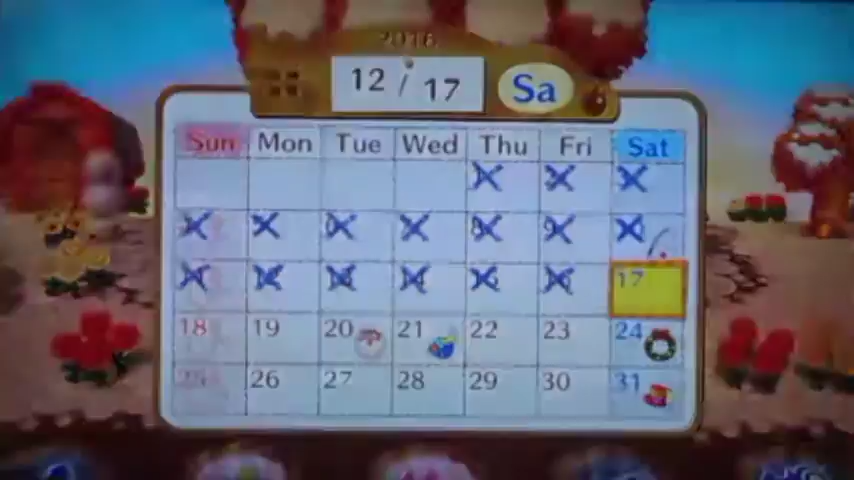 2016
12 / 17 Sa
Sun Mon Tue Wed Thu Fri Sat
17
18 19 20 21 22 23 24
25 26 27 28 29 30 31